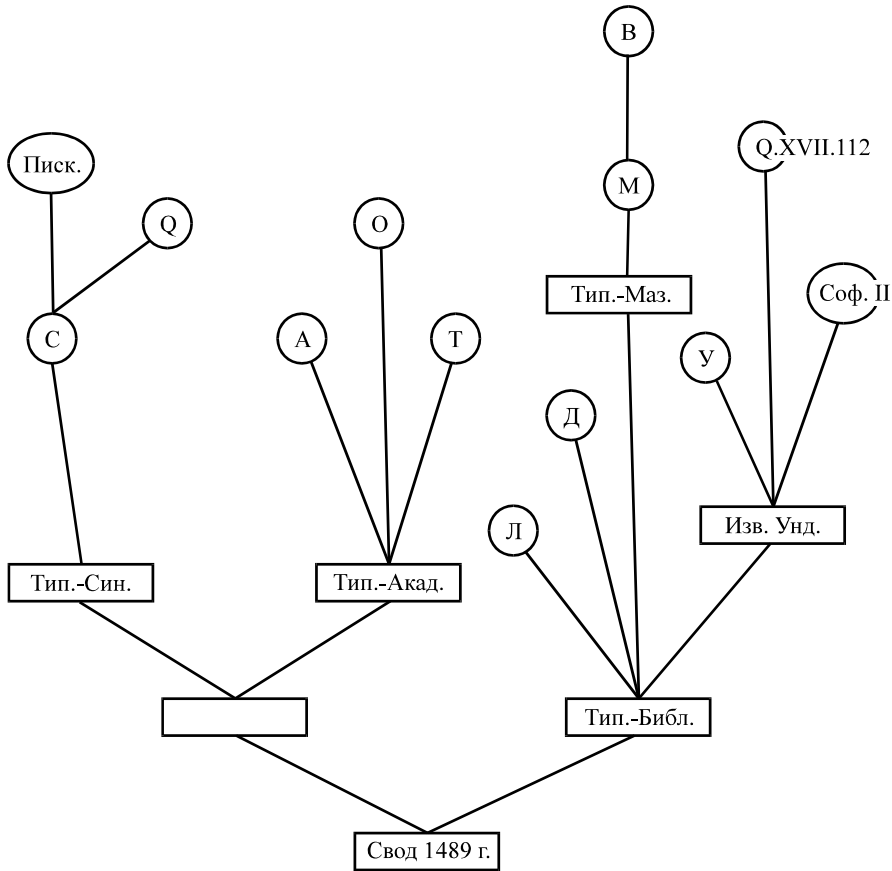 В
Q.XVII.112
Писк.
М
Q
О
Тип.-Маз.
Соф. II
С
А
Т
У
Д
Л
Изв. Унд.
Тип.-Син.
Тип.-Акад.
Тип.-Библ.
Свод 1489 г.